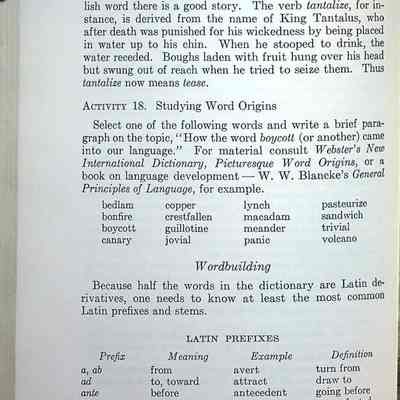 lish word there is a good story. The verb tantalize, for in-
stance, is derived from the name of King Tantalus, who
after death was punished for his wickedness by being placed
in water up to his chin. When he stooped to drink, the
water receded. Boughs laden with fruit hung over his head
but swung out of reach when he tried to seize them. Thus
tantalize now means tease.
ACTIVITY 18. Studying Word Origins
Select one of the following words and write a brief para-
graph on the topic, "How the word boycott (or another) came
into our language." For material consult Webster's New
International Dictionary, Picturesque Word Origins, or a
book on language development — W. W. Blancke's General
Principles of Language, for example.
bedlam copper lynch pasteurize
bonfire crestfallen macadam sandwich
boycott guillotine meander trivial
canary jovial panic volcano
Wordbuilding
Because half the words in the dictionary are Latin de-
rivatives, one needs to know at least the most common
Latin prefixes and stems.
LATIN PREFIXES
Prefix Meaning Example Definition
a, ab from avert turn from
ad to, toward attract draw to
ante before antecedent going before